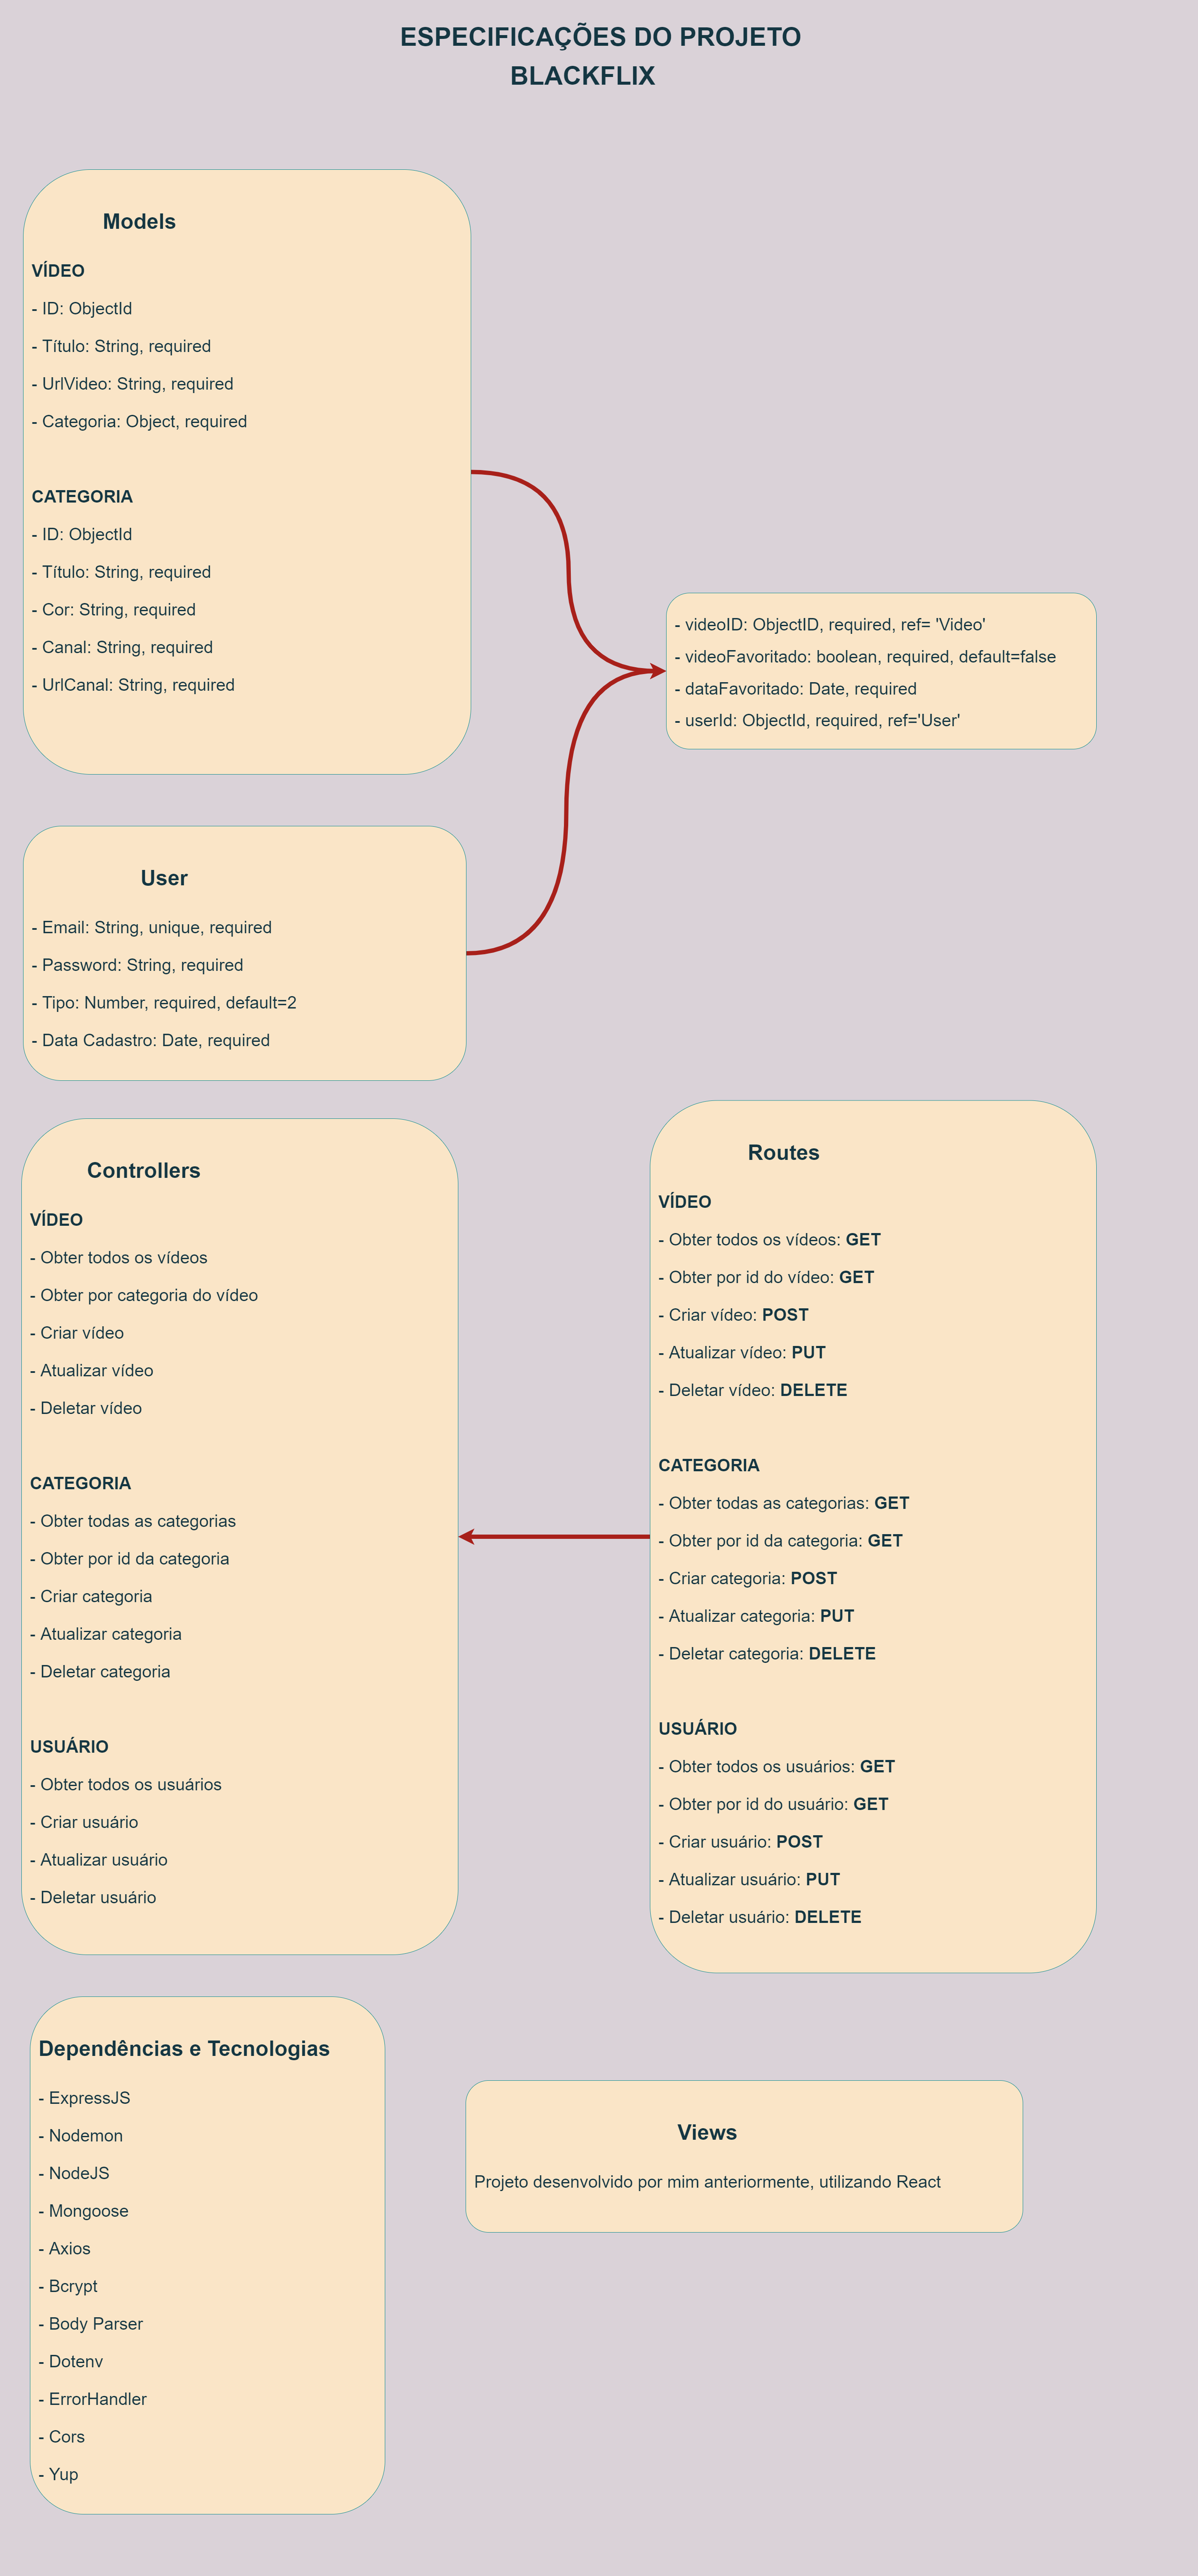 ESPECIFICAÇÕES DO PROJETO
BLACKFLIX
Models
VÍDEO
- ID: ObjectId
- Título: String, required
- UrlVideo: String, required
- Categoria: Object, required
CATEGORIA
- ID: ObjectId
- Título: String, required
- Cor: String, required
- Canal: String, required
- UrlCanal: String, required
- videoID: ObjectID, required, ref= 'Video'
- videoFavoritado: boolean, required, default=false
- dataFavoritado: Date, required
- userId: ObjectId, required, ref='User'
User
- Email: String, unique, required
- Password: String, required
- Tipo: Number, required, default=2
- Data Cadastro: Date, required
Controllers
VÍDEO
- Obter todos os vídeos
- Obter por categoria do vídeo
- Criar vídeo
- Atualizar vídeo
- Deletar vídeo
CATEGORIA
- Obter todas as categorias
- Obter por id da categoria
- Criar categoria
- Atualizar categoria
- Deletar categoria
USUÁRIO
- Obter todos os usuários
- Criar usuário
- Atualizar usuário
- Deletar usuário
Routes
VÍDEO
- Obter todos os vídeos: GET
- Obter por id do vídeo: GET
- Criar vídeo: POST
- Atualizar vídeo: PUT
- Deletar vídeo: DELETE
CATEGORIA
- Obter todas as categorias: GET
- Obter por id da categoria: GET
- Criar categoria: POST
- Atualizar categoria: PUT
- Deletar categoria: DELETE
USUÁRIO
- Obter todos os usuários: GET
- Obter por id do usuário: GET
- Criar usuário: POST
- Atualizar usuário: PUT
- Deletar usuário: DELETE
Dependências e Tecnologias
- ExpressJS
- Nodemon
- NodeJS
- Mongoose
- Axios
- Bcrypt
- Body Parser
- Dotenv
- ErrorHandler
- Cors
- Yup
Views
Projeto desenvolvido por mim anteriormente, utilizando React